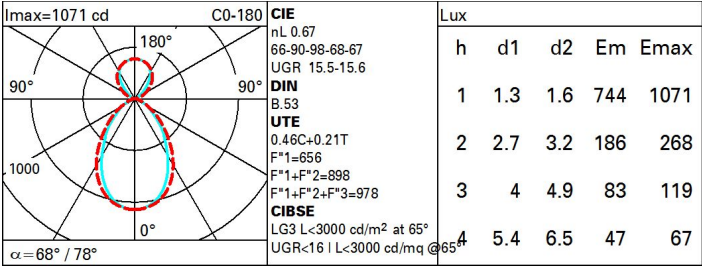 Imax=1071 cd C0-180
180°
90° 90°
1000
0°
α=68° / 78°
CIE
nL 0.67
66-90-98-68-67
UGR 15.5-15.6
DIN
B.53
UTE
0.46C+0.21T
F"1=656
F"1+F"2=898
F"1+F"2+F"3=978
CIBSE
LG3 L<3000 cd/m² at 65°
UGR<16 | L<3000 cd/mq @65°
Lux
h d1 d2 Em Emax
1 1.3 1.6 744 1071
2 2.7 3.2 186 268
3 4 4.9 83 119
4 5.4 6.5 47 67